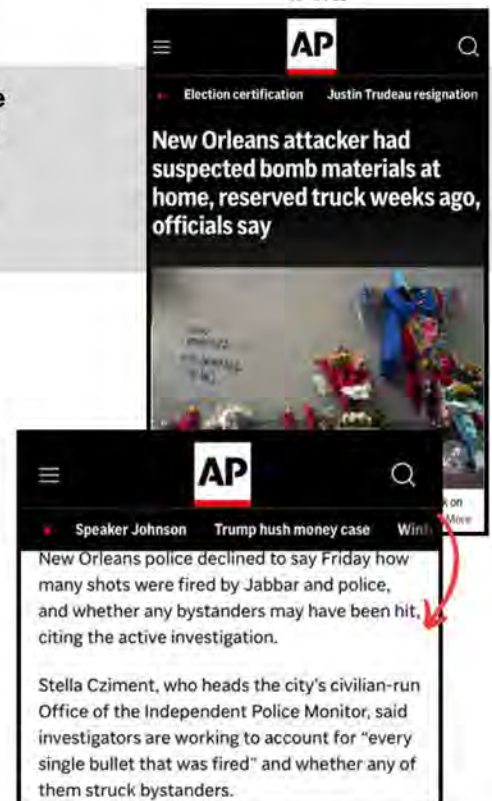 AP
Election certification Justin Trudeau resignation
New Orleans attacker had
suspected bomb materials at
home, reserved truck weeks ago,
officials say
k on
More
AP
Speaker Johnson Trump hush money case Wint
New Orleans police declined to say Friday how
many shots were fired by Jabbar and police,
and whether any bystanders may have been hit,
citing the active investigation.
Stella Cziment, who heads the city's civilian-run
Office of the Independent Police Monitor, said
investigators are working to account for “every
single bullet that was fired” and whether any of
them struck bystanders.